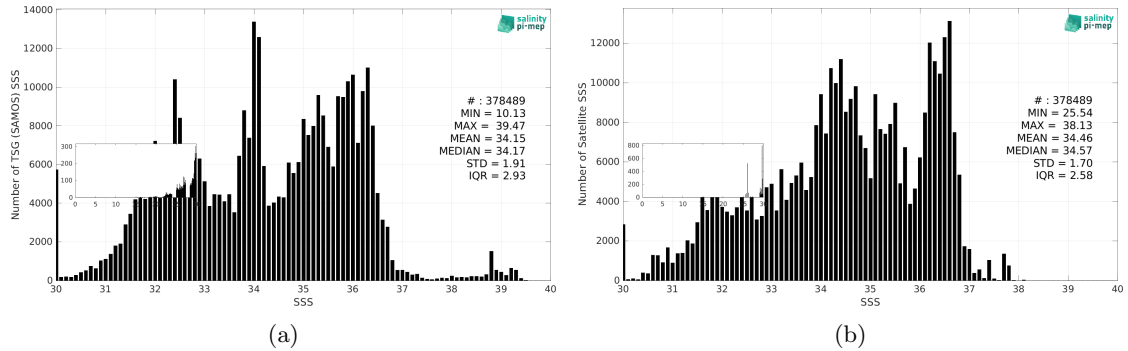 salinity
pi-mep
14000
12000
10000
8000
6000
4000
2000
0
Number of TSG (SAMOS) SSS
# : 378489
MIN = 10.13
MAX = 39.47
MEAN = 34.15
MEDIAN = 34.17
STD = 1.91
IQR = 2.93
300
200
100
0
0 5 10 15
30 31 32 33 34 35 36 37 38 39 40
SSS
(a)
salinity
pi-mep
12000
10000
8000
6000
4000
2000
0
Number of Satellite SSS
# : 378489
MIN = 25.54
MAX = 38.13
MEAN = 34.46
MEDIAN = 34.57
STD = 1.70
IQR = 2.58
800
600
400
200
0
0 5 10 15 20 25 30
30 31 32 33 34 35 36 37 38 39 40
SSS
(b)